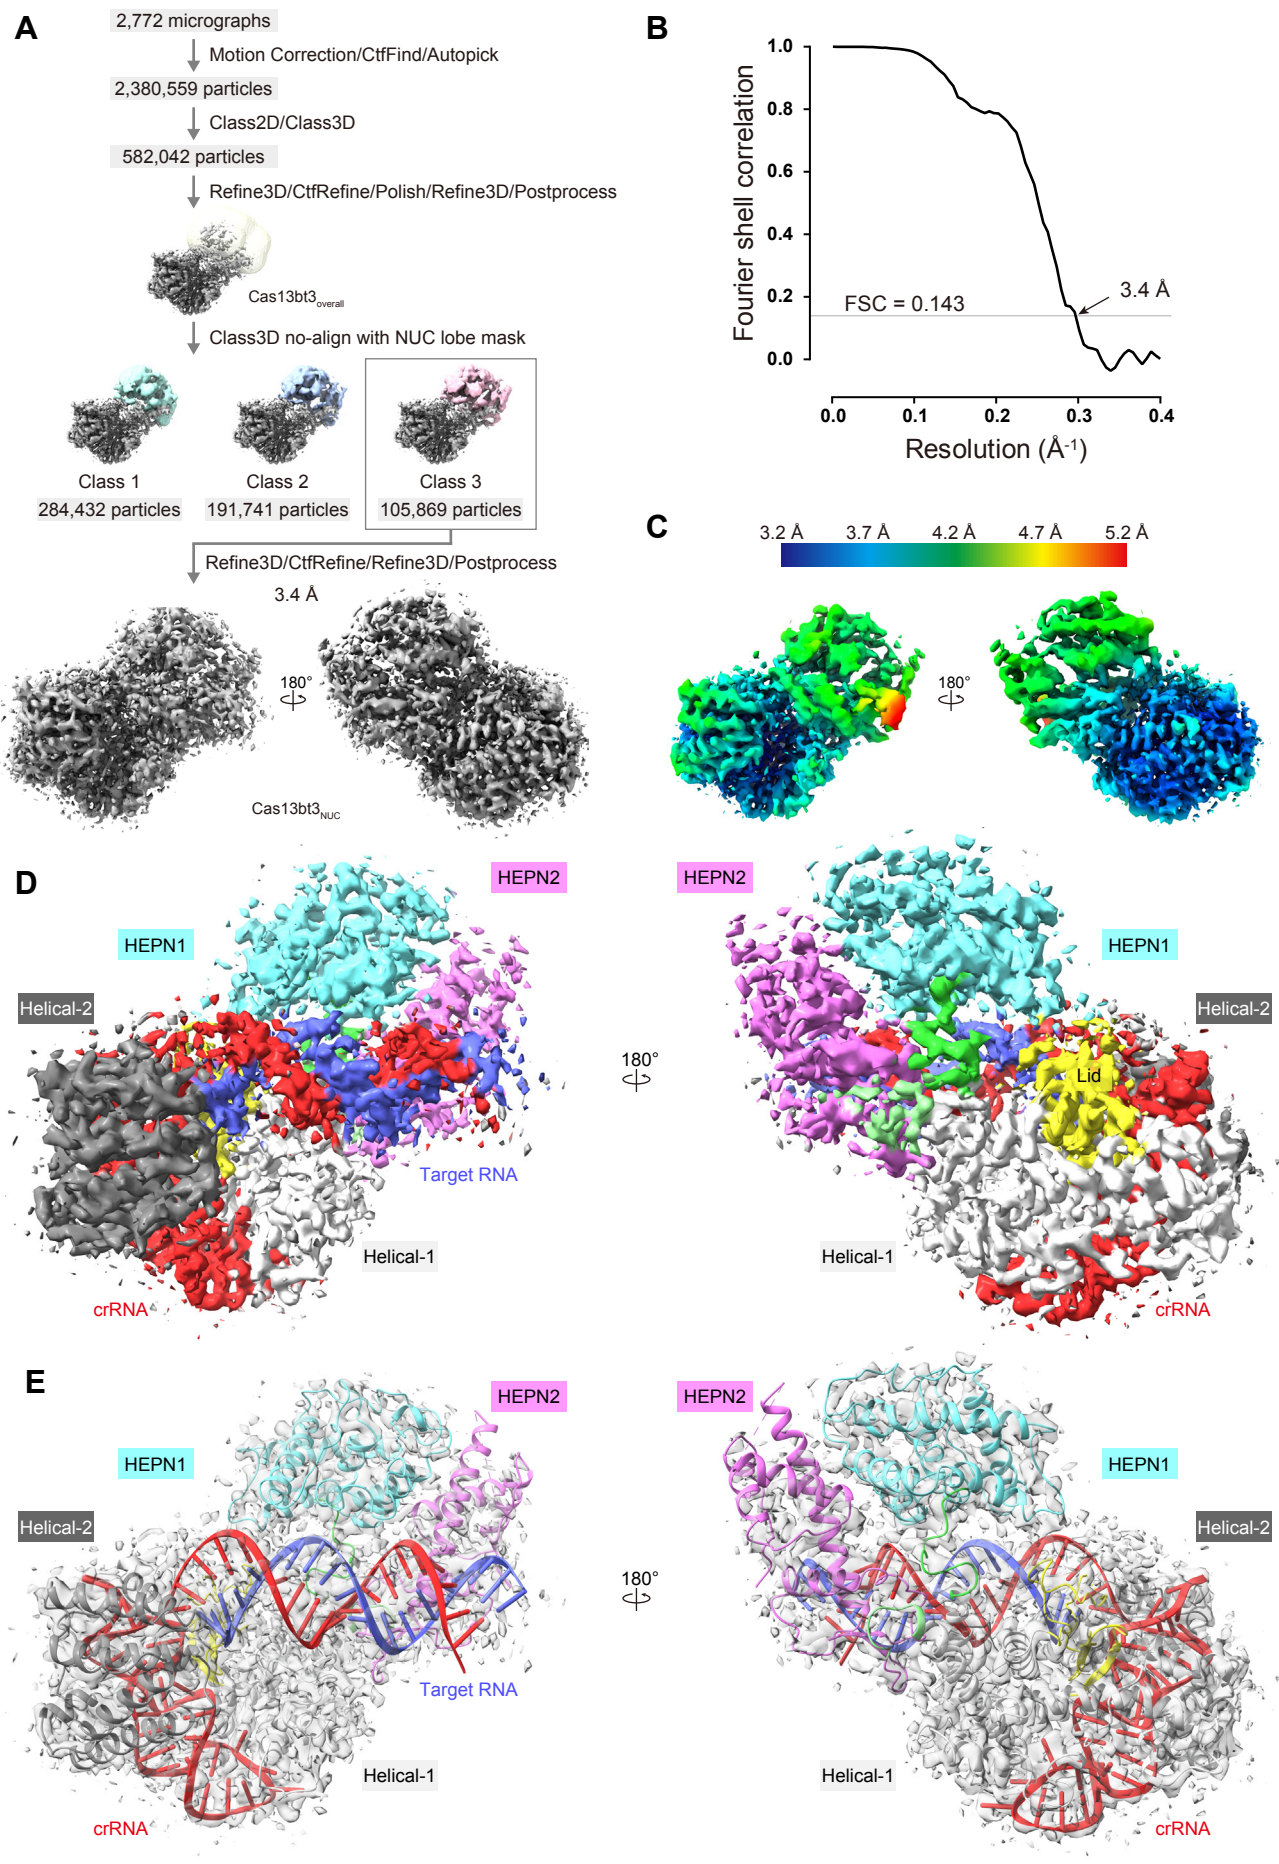 A
2,772 micrographs
Motion Correction/CtfFind/Autopick
2,380,559 particles
Class2D/Class3D
582,042 particles
Refine3D/CtfRefine/Polish/Refine3D/Postprocess
Cas13bt3overall
Class3D no-align with NUC lobe mask
Class 1
Class 2
Class 3
284,432 particles
191,741 particles
105,869 particles
Refine3D/CtfRefine/Refine3D/Postprocess
3.4 Å
180°
Cas13bt3NUC
B
Fourier shell correlation
1.0
0.8
0.6
0.4
0.2
0.0
FSC = 0.143
3.4 Å
0.0
0.1
0.2
0.3
0.4
Resolution (Å-1)
C
3.2 Å
3.7 Å
4.2 Å
4.7 Å
5.2 Å
180°
D
HEPN2
HEPN1
Helical-2
Target RNA
Helical-1
crRNA
180°
HEPN2
HEPN1
Helical-2
Lid
Helical-1
crRNA
E
HEPN2
HEPN1
Helical-2
Target RNA
Helical-1
crRNA
180°
HEPN2
HEPN1
Helical-2
Helical-1
crRNA